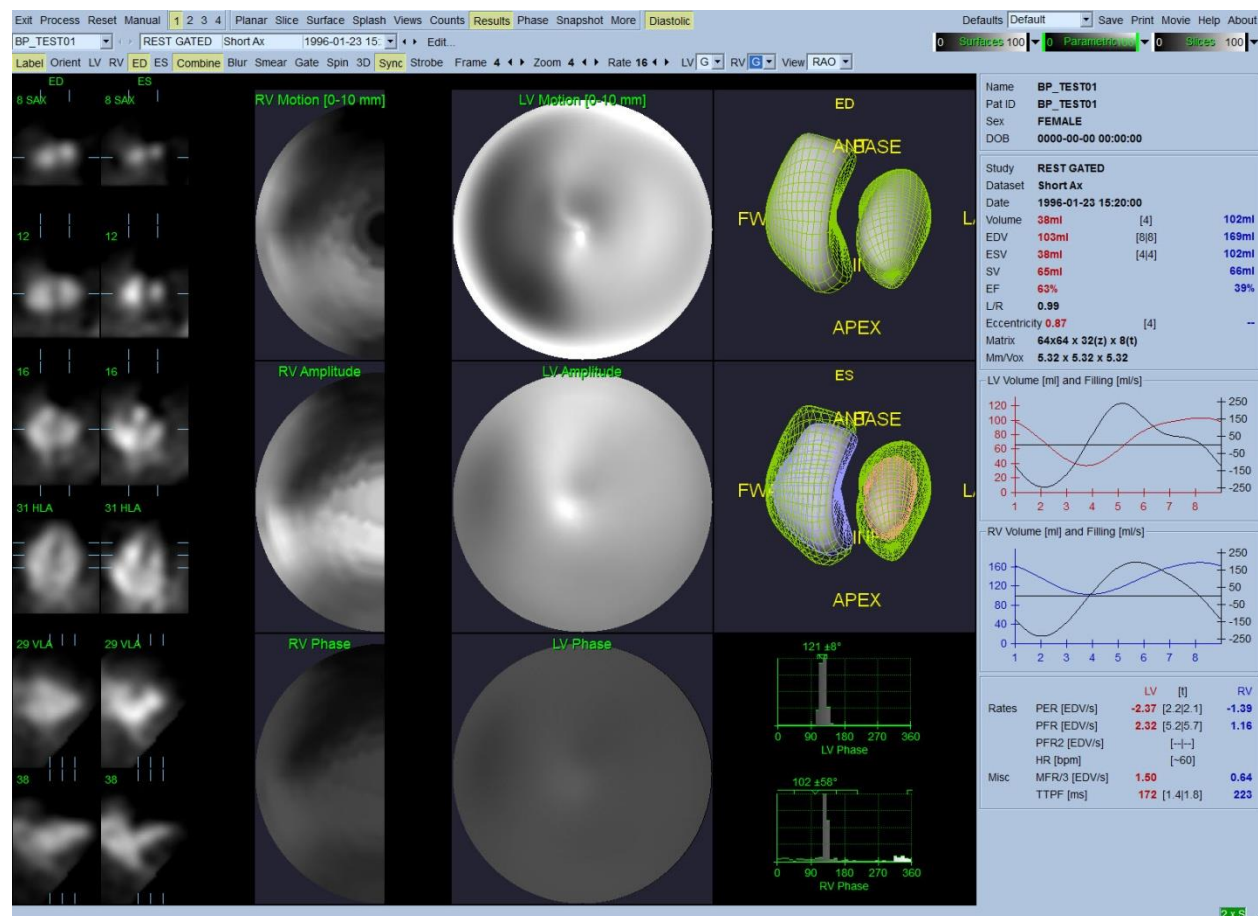 Exit Process Reset Manual 1 2 3 4 Planar Slice Surface Splash Views Counts Results Phase Snapshot More Diastolic Defaults Default Save Print Movie Help About
BP_TEST01 REST GATED Short Ax 1996-01-23 15: Edit... 0 Surfaces 100 0 Parametric 0 Slices 100
Label Orient LV RV ED ES Combine Blur Smear Gate Spin 3D Sync Strobe Frame 4 Zoom 4 Rate 16 LV G RV G View RAO
ED ES
8 SAX 8 SAX
12 12
16 16
31 HLA 31 HLA
29 VLA 29 VLA
38 38
RV Motion [0-10 mm] LV Motion [0-10 mm]
RV Amplitude LV Amplitude
RV Phase LV Phase
ED
ANT BASE
FW L
IN
APEX
ES
ANT BASE
FW L
INF
APEX
121 ±8°
0 90 180 270 360
LV Phase
102 ±58°
0 90 180 270 360
RV Phase
Name BP_TEST01
Pat ID BP_TEST01
Sex FEMALE
DOB 0000-00-00 00:00:00
Study REST GATED
Dataset Short Ax
Date 1996-01-23 15:20:00
Volume 38ml [4] 102ml
EDV 103ml [8|8] 169ml
ESV 38ml [4|4] 102ml
SV 65ml 66ml
EF 63% 39%
L/R 0.99
Eccentricity 0.87 [4] --
Matrix 64x64 x 32(z) x 8(t)
Mm/Vox 5.32 x 5.32 x 5.32
LV Volume [ml] and Filling [ml/s]
120 250
100 150
80 50
60 -50
40 -150
20 -250
0
1 2 3 4 5 6 7 8
RV Volume [ml] and Filling [ml/s]
160 250
120 150
80 50
40 -50
0 -150
-250
1 2 3 4 5 6 7 8
LV [t] RV
Rates PER [EDV/s] -2.37 [2.2|2.1] -1.39
PFR [EDV/s] 2.32 [5.2|5.7] 1.16
PFR2 [EDV/s] [--|--]
HR [bpm] [~60]
Misc MFR/3 [EDV/s] 1.50 0.64
TTPF [ms] 172 [1.4|1.8] 223
2 x S